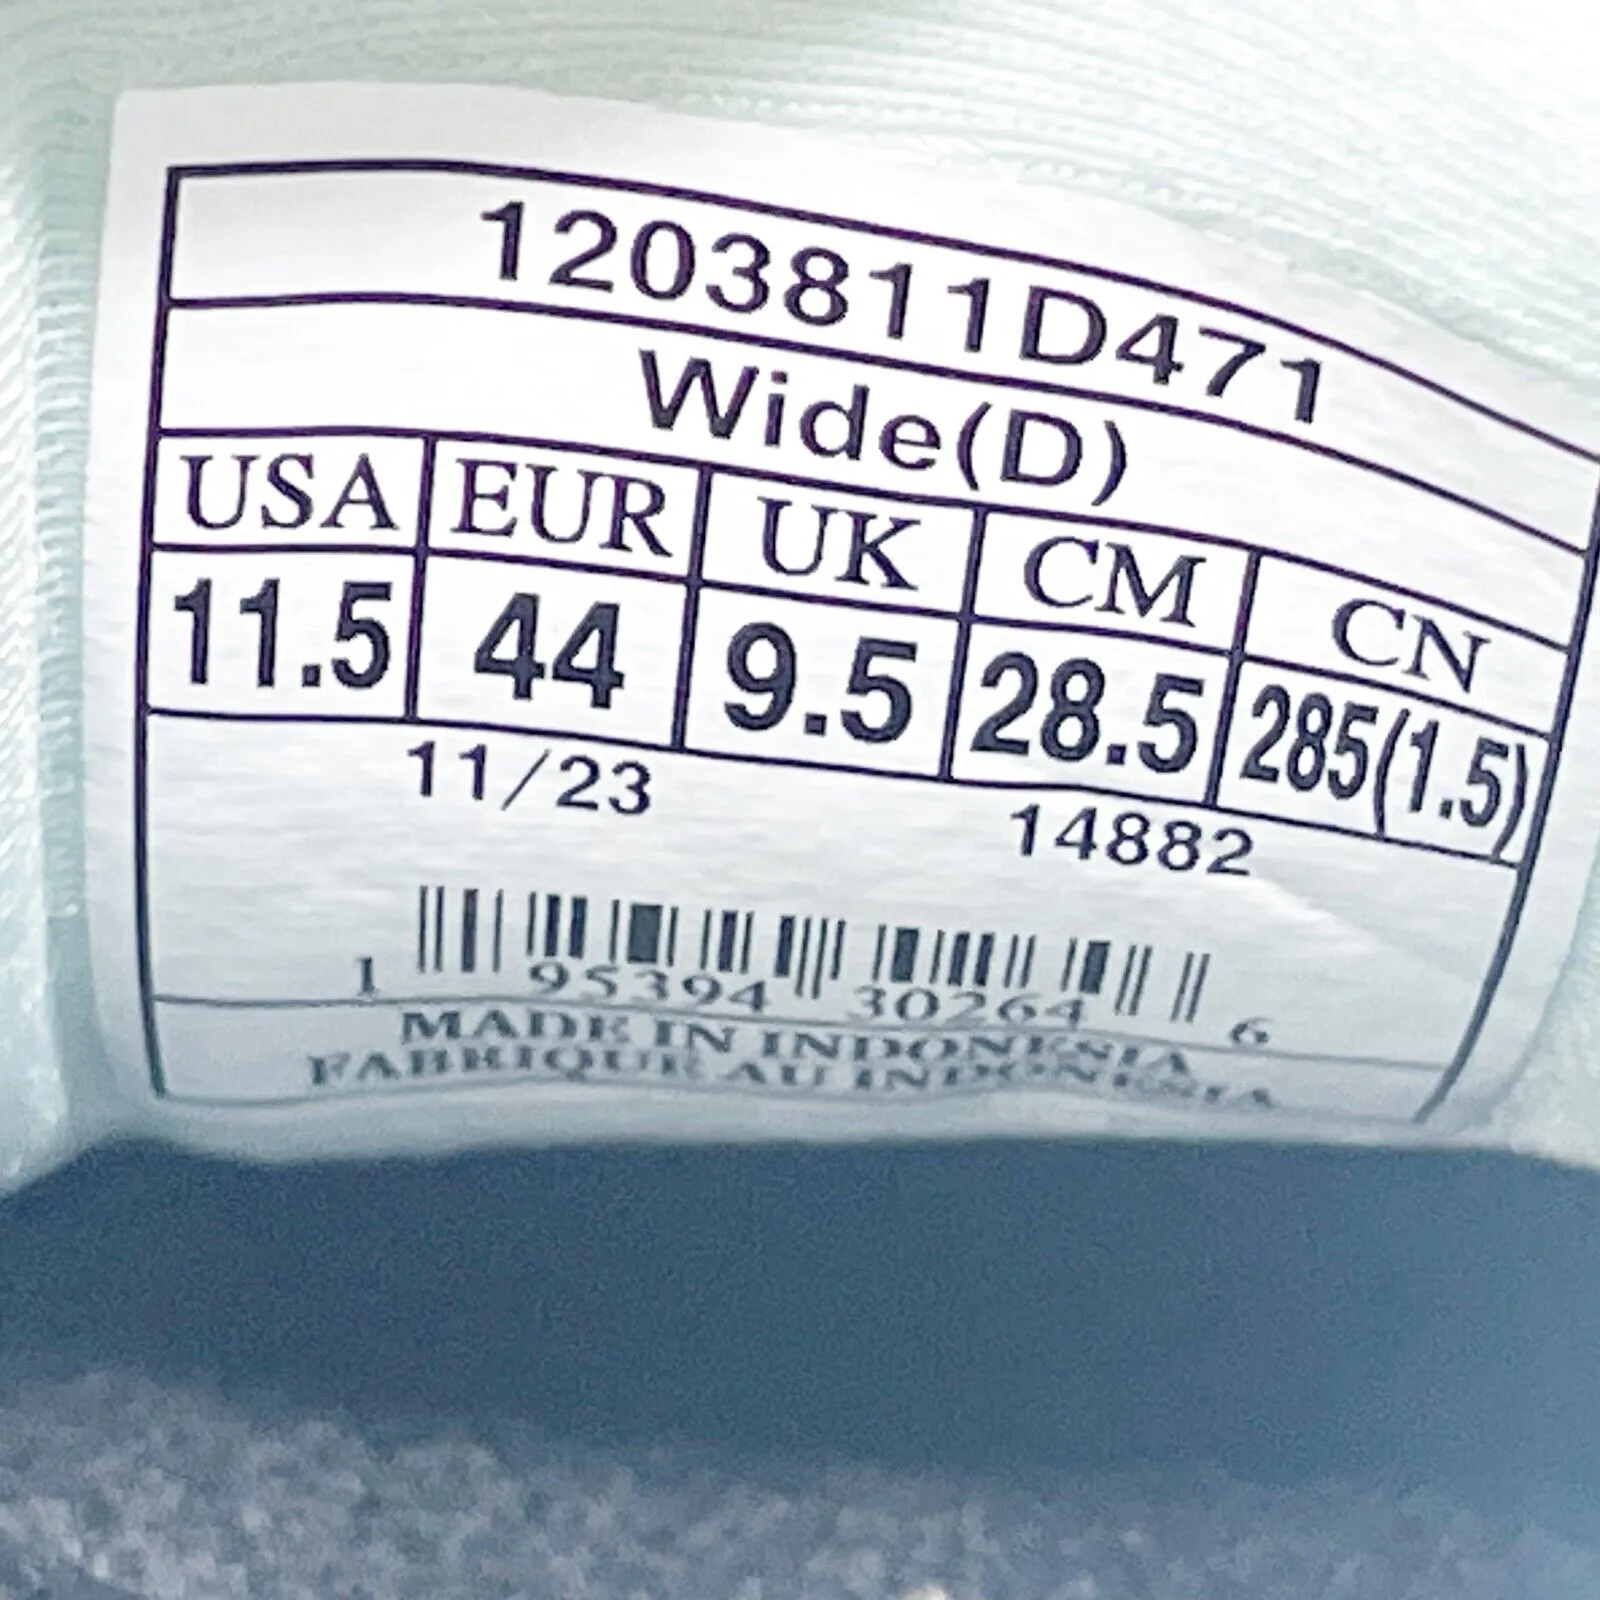 1203811D471
Wide(D)
USA EUR UK CM CN
11.5 44 9.5 28.5 285(1.5)
11/23 14882
1 95394 30264 6
MADE IN INDONESIA
FABRIQUE AU INDONESIA